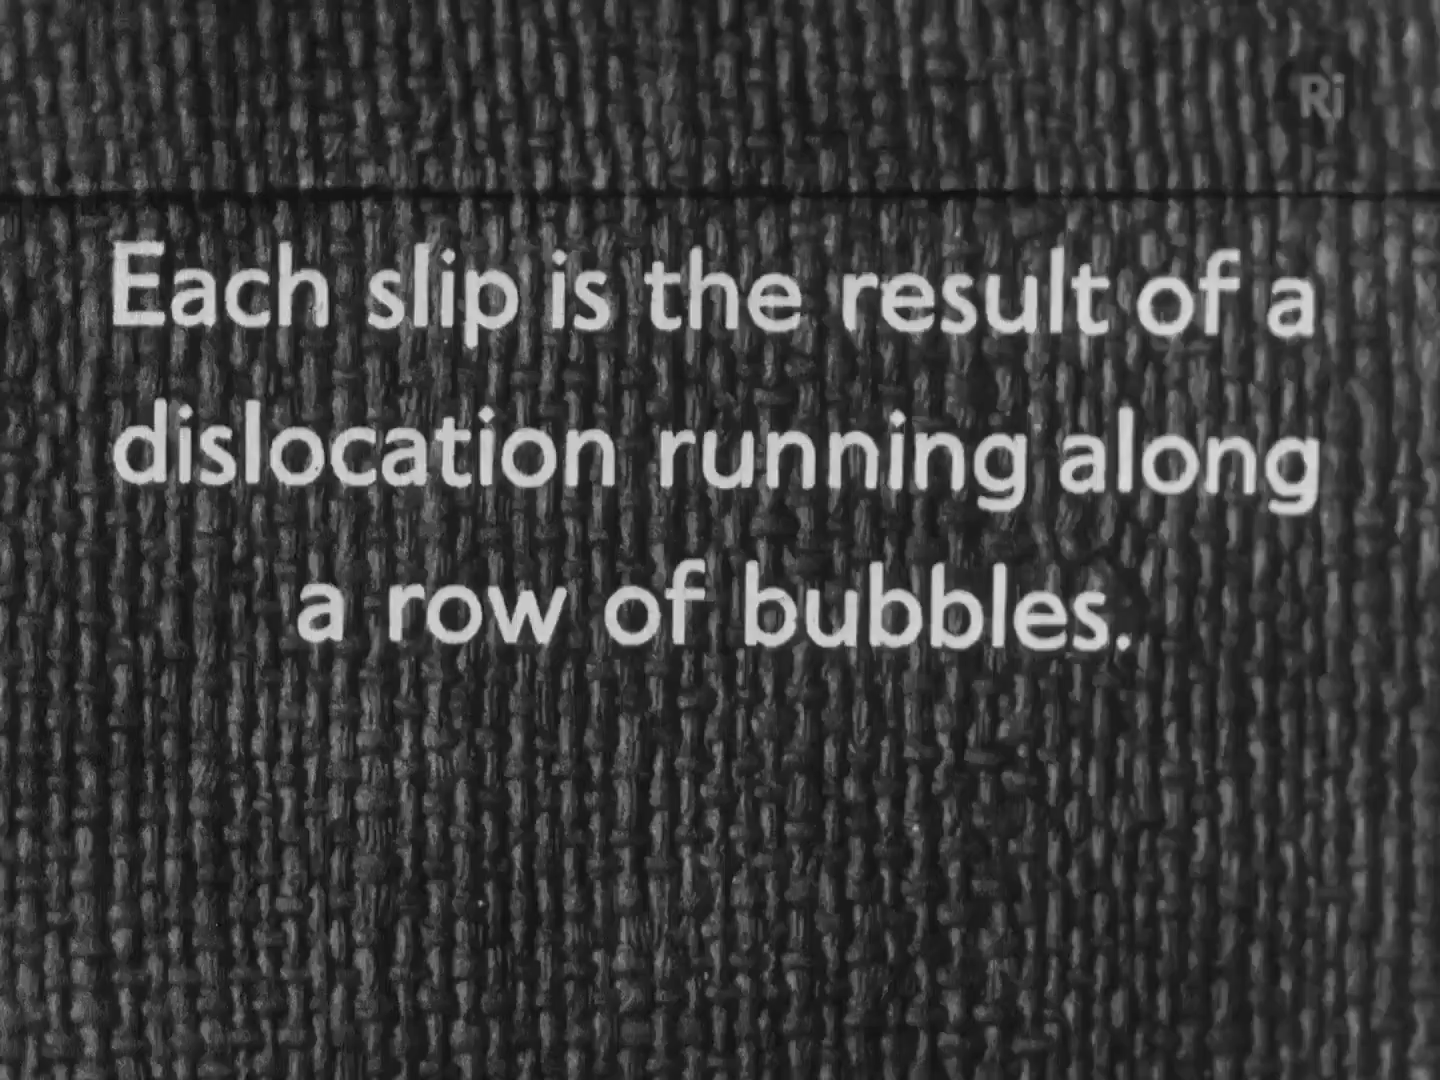 Ri
Each slip is the result of a
dislocation running along
a row of bubbles.